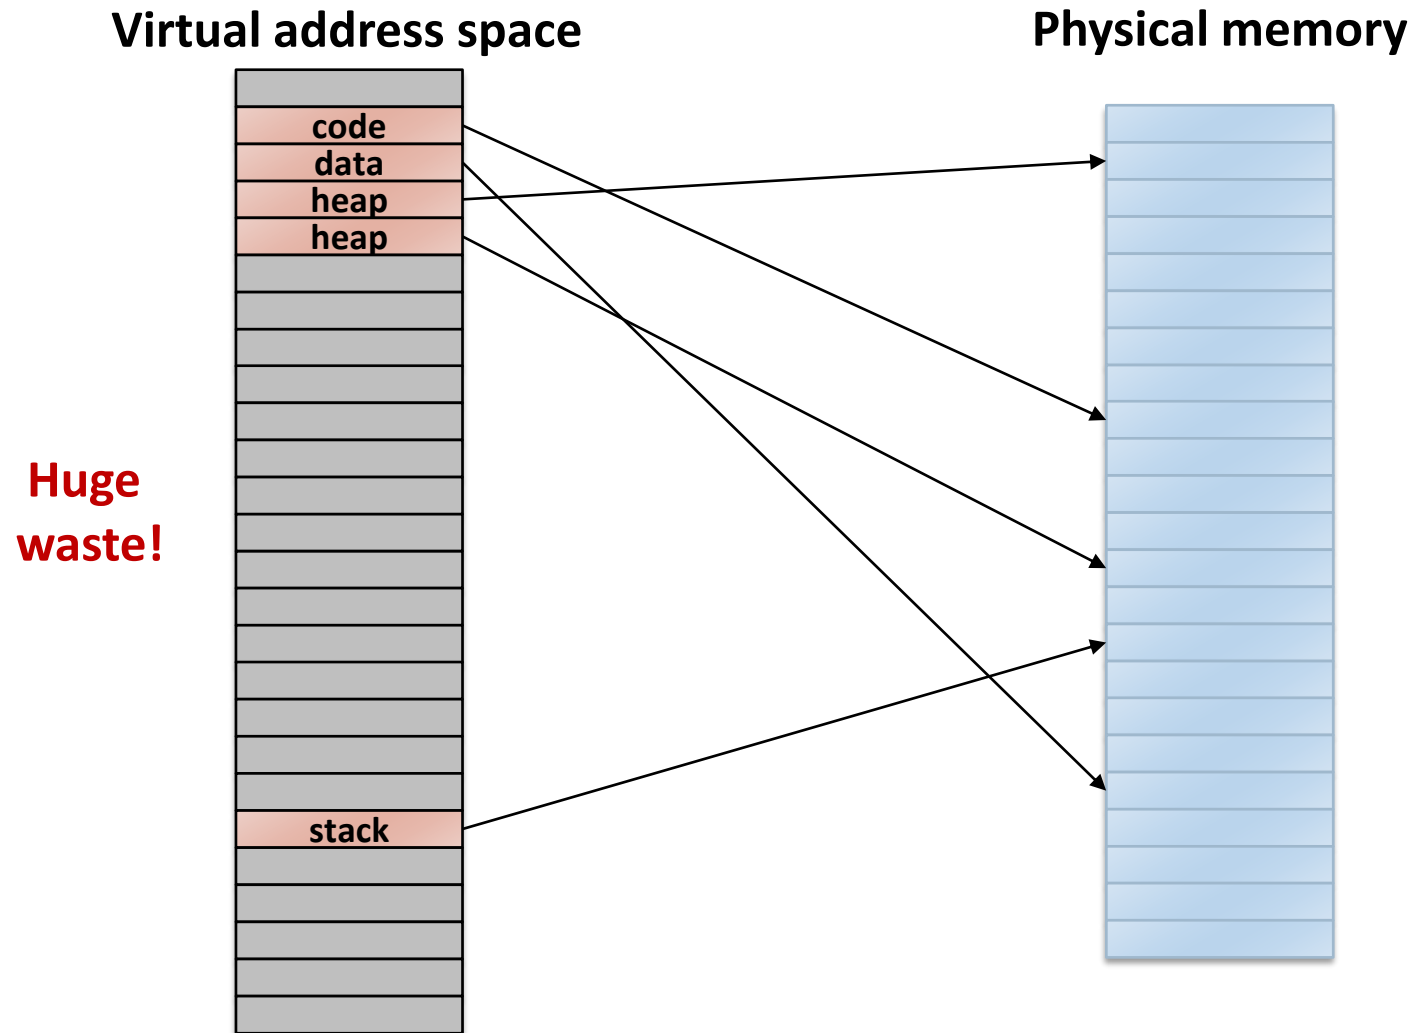 Virtual address space
Physical memory
code
data
heap
heap
Huge
waste!
stack